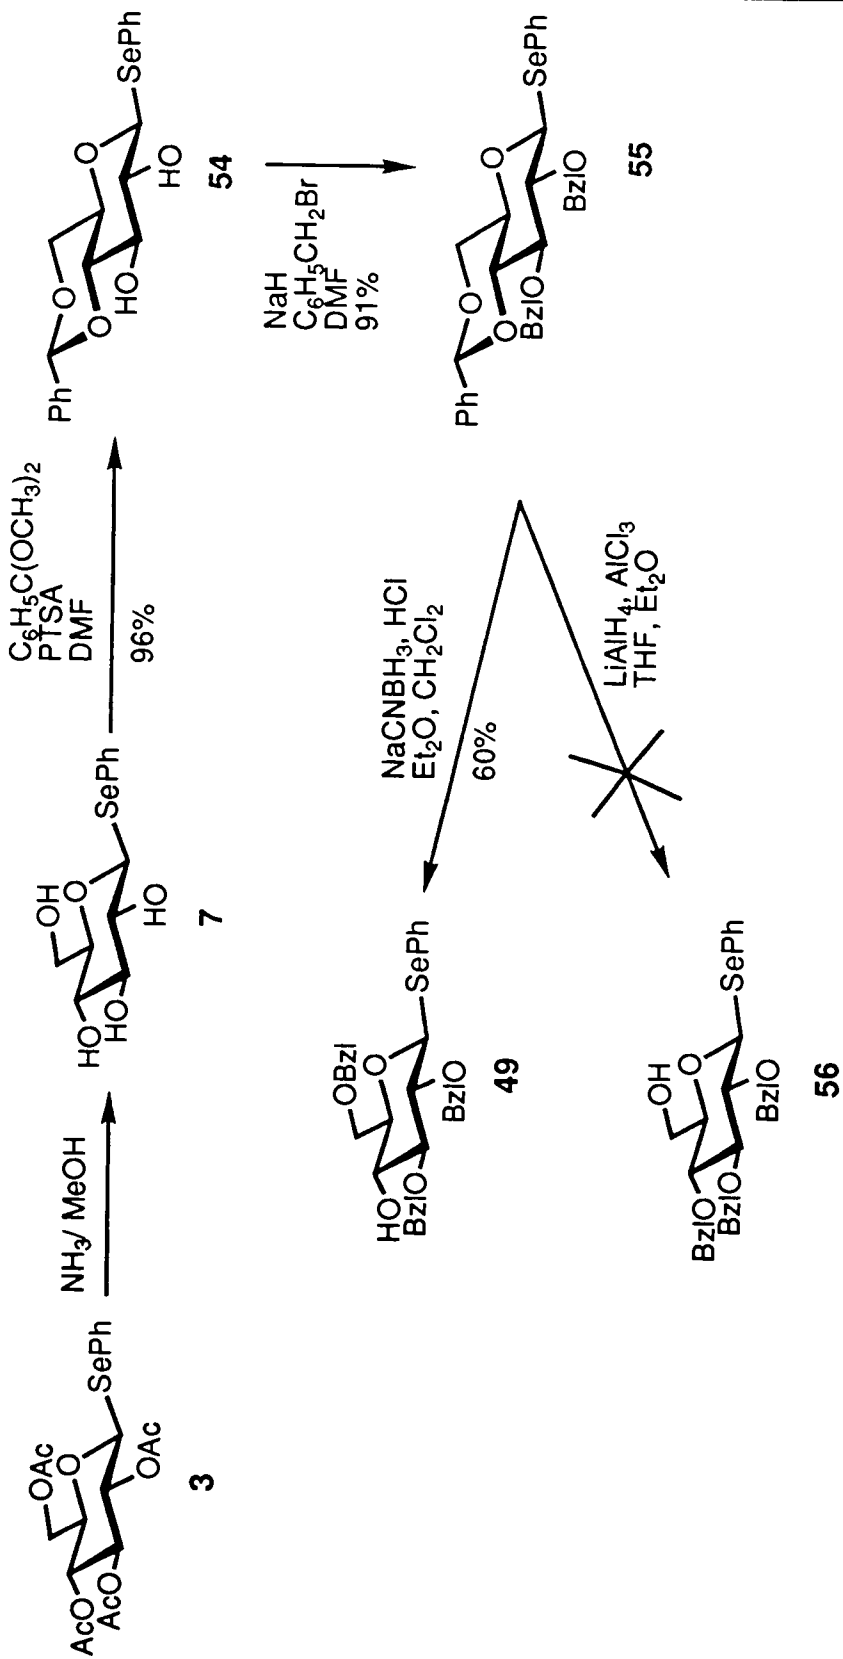 OAc
O
SePh
AcO
AcO
OAc
3
NH3/ MeOH
OH
O
SePh
HO
HO
HO
7
C6H5C(OCH3)2
PTSA
DMF
96%
Ph
O
O
O
SePh
HO
HO
54
NaH
C6H5CH2Br
DMF
91%
Ph
O
O
O
SePh
BzlO
BzlO
55
NaCNBH3, HCl
Et2O, CH2Cl2
60%
LiAlH4, AlCl3
THF, Et2O
OBzl
O
SePh
HO
BzlO
BzlO
49
OH
O
SePh
BzlO
BzlO
BzlO
56